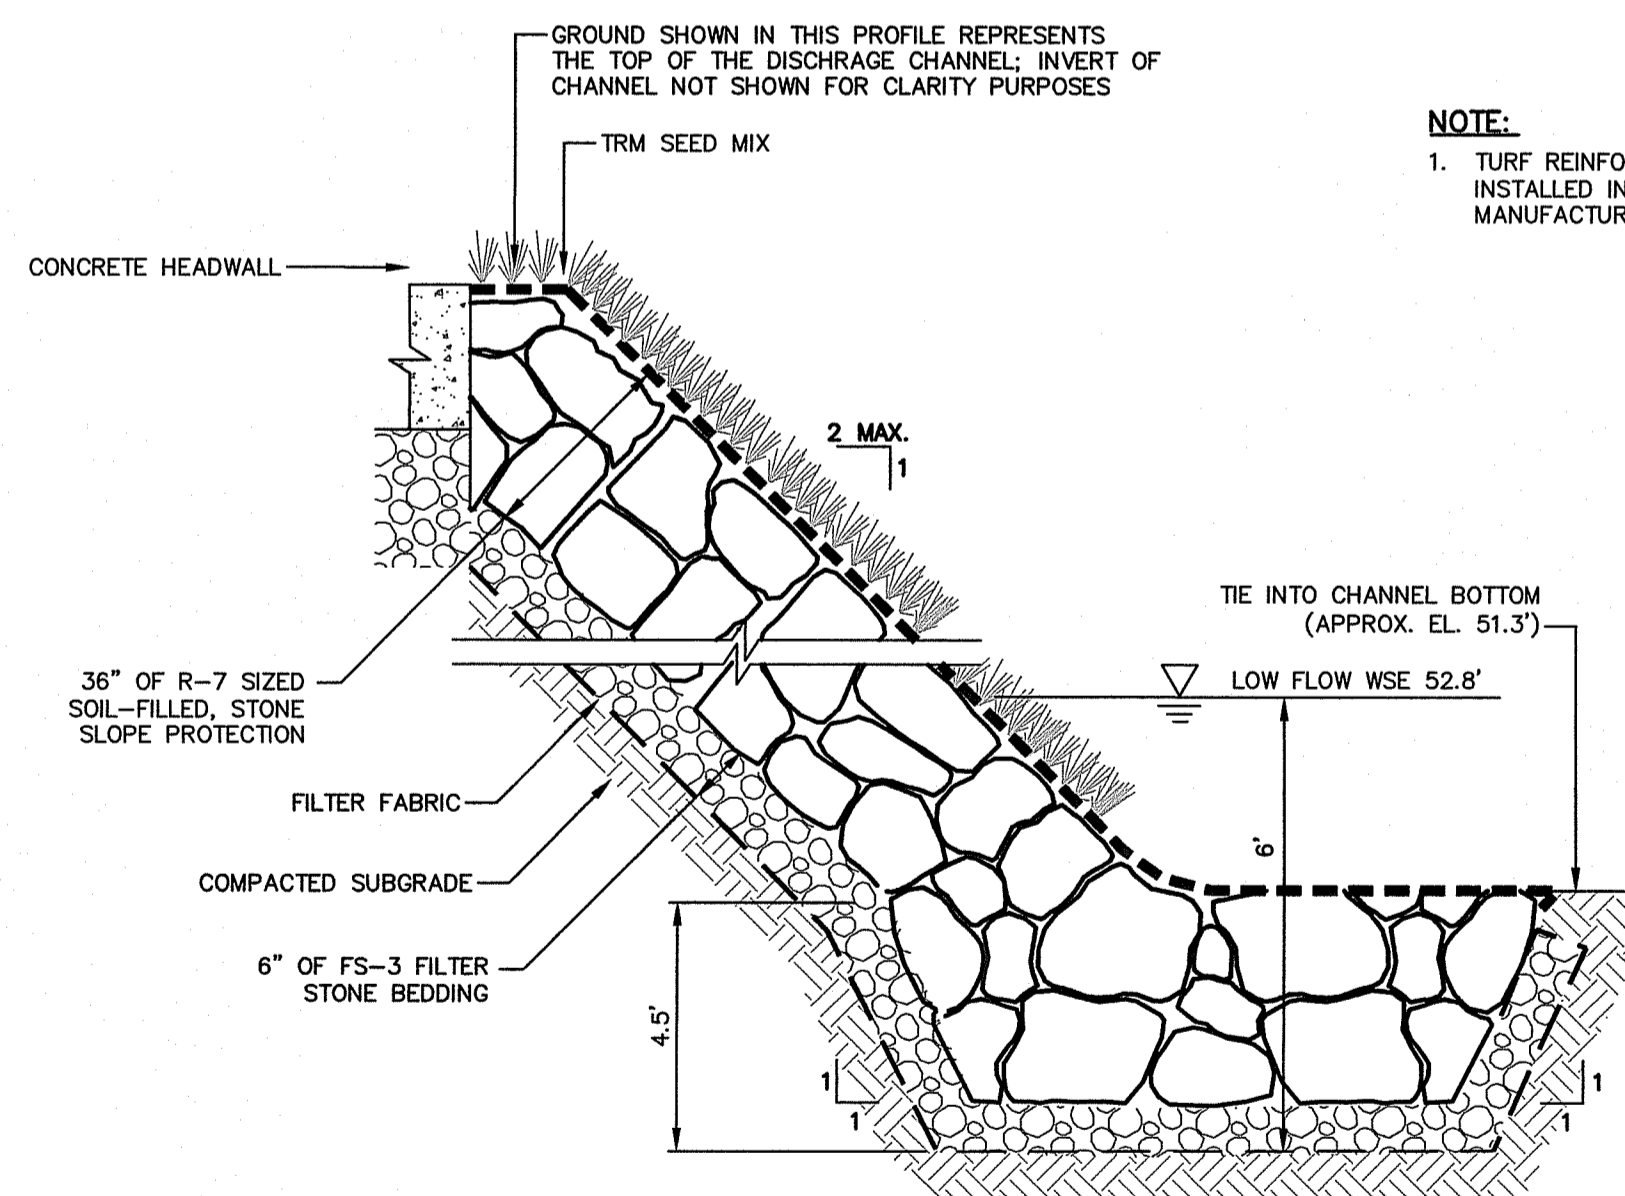 GROUND SHOWN IN THIS PROFILE REPRESENTS
THE TOP OF THE DISCHRAGE CHANNEL; INVERT OF
CHANNEL NOT SHOWN FOR CLARITY PURPOSES
TRM SEED MIX
NOTE:
1. TURF REINFO
INSTALLED IN
MANUFACTUR
CONCRETE HEADWALL
2 MAX.
1
TIE INTO CHANNEL BOTTOM
(APPROX. EL. 51.3')
LOW FLOW WSE 52.8'
36" OF R-7 SIZED
SOIL-FILLED, STONE
SLOPE PROTECTION
FILTER FABRIC
COMPACTED SUBGRADE
6" OF FS-3 FILTER
STONE BEDDING
6'
4.5'
1
1
1
1